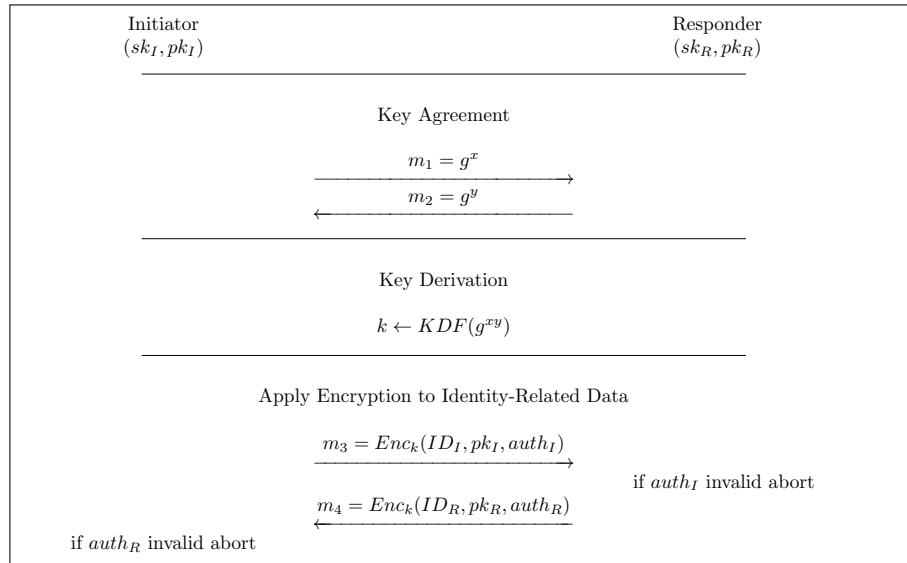 Initiator Responder
(sk_I, pk_I) (sk_R, pk_R)
Key Agreement
m_1 = g^x
m_2 = g^y
Key Derivation
k ← KDF(g^{xy})
Apply Encryption to Identity-Related Data
m_3 = Enc_k(ID_I, pk_I, auth_I)
if auth_I invalid abort
m_4 = Enc_k(ID_R, pk_R, auth_R)
if auth_R invalid abort